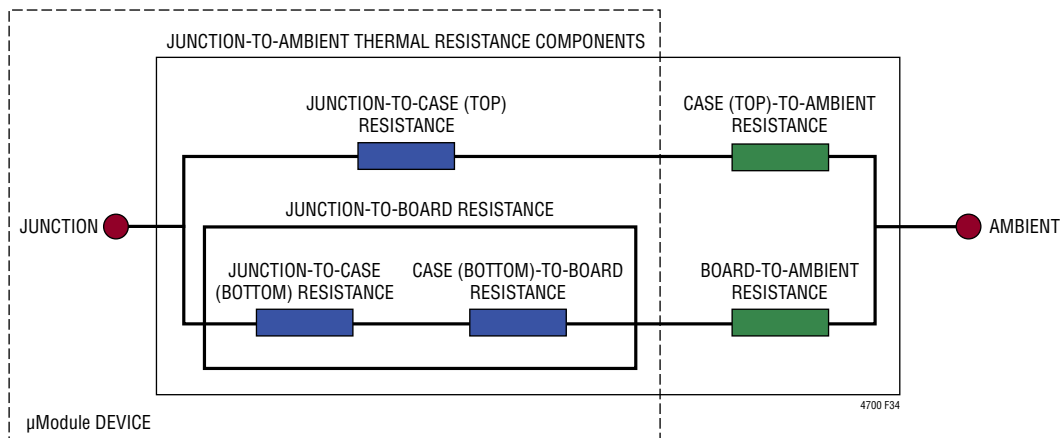 JUNCTION-TO-AMBIENT THERMAL RESISTANCE COMPONENTS
JUNCTION-TO-CASE (TOP)
RESISTANCE
CASE (TOP)-TO-AMBIENT
RESISTANCE
JUNCTION-TO-BOARD RESISTANCE
JUNCTION
AMBIENT
JUNCTION-TO-CASE
(BOTTOM) RESISTANCE
CASE (BOTTOM)-TO-BOARD
RESISTANCE
BOARD-TO-AMBIENT
RESISTANCE
4700 F34
µModule DEVICE